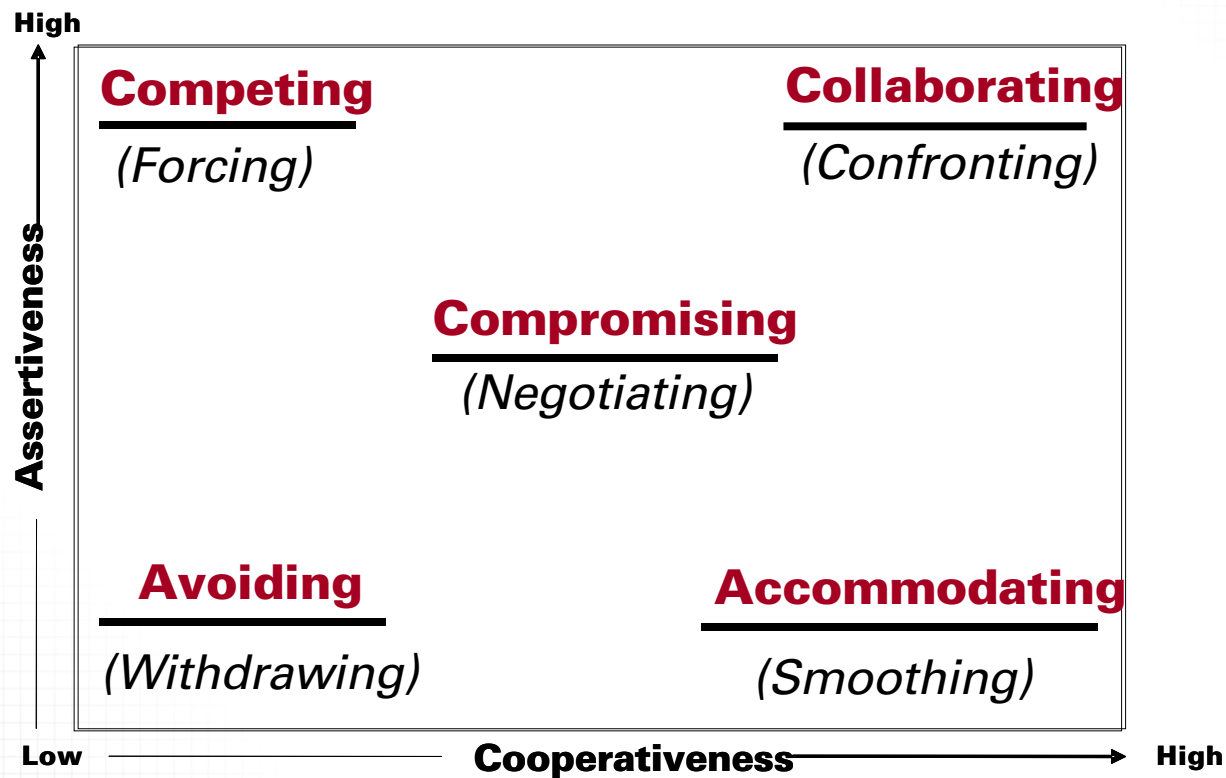 High
Competing
(Forcing)
Collaborating
(Confronting)
Assertiveness
Compromising
(Negotiating)
Avoiding
(Withdrawing)
Accommodating
(Smoothing)
Low
Cooperativeness
High